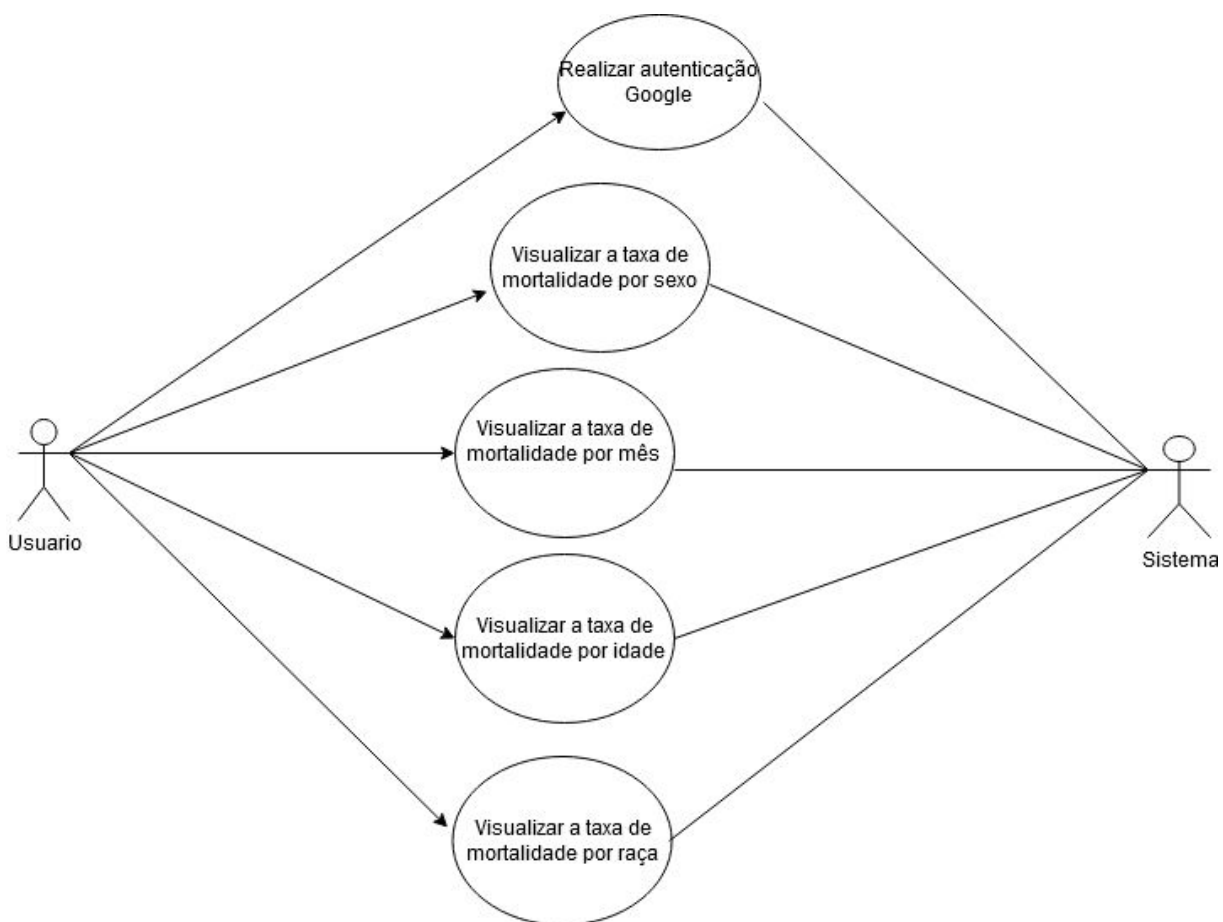 Realizar autenticação
Google
Visualizar a taxa de
mortalidade por sexo
Visualizar a taxa de
mortalidade por mês
Usuario
Sistema
Visualizar a taxa de
mortalidade por idade
Visualizar a taxa de
mortalidade por raça